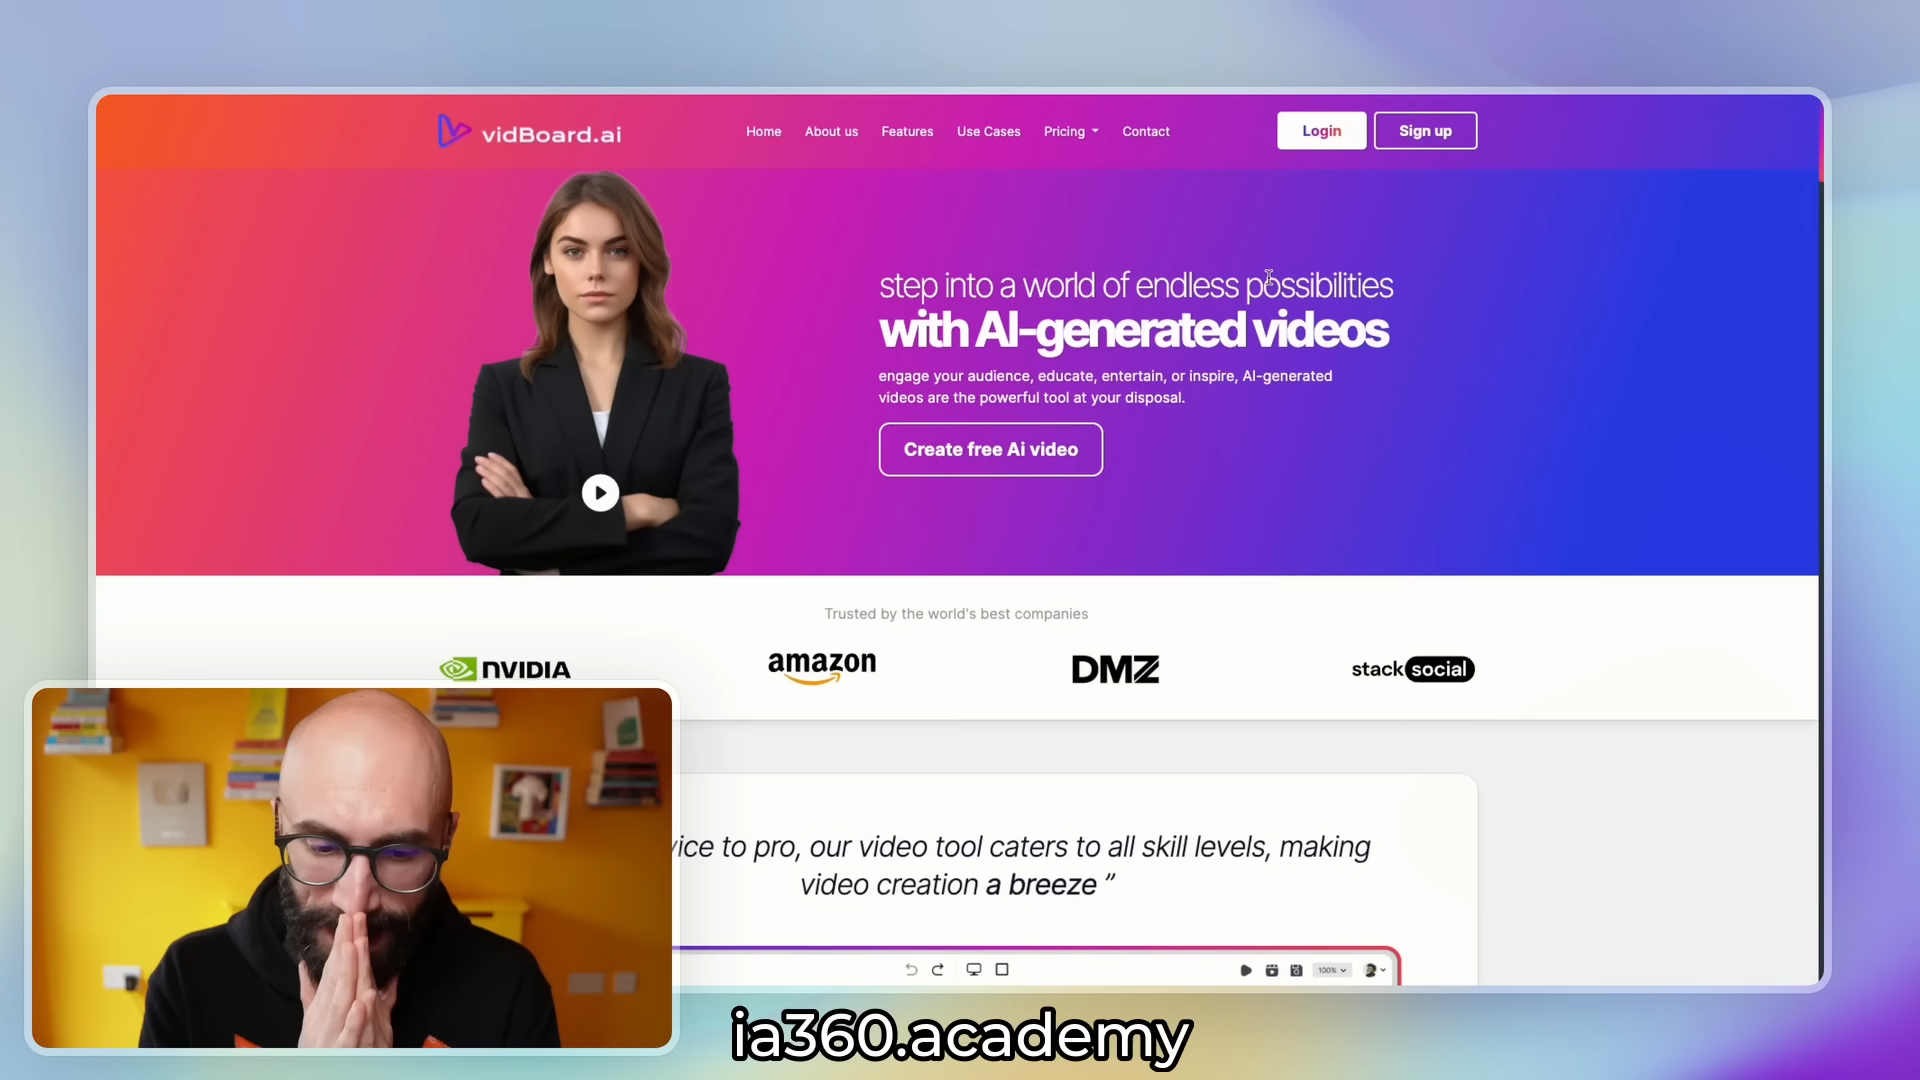 vidBoard.ai
Home About us Features Use Cases Pricing Contact
Login Sign up
step into a world of endless possibilities
with AI-generated videos
engage your audience, educate, entertain, or inspire, AI-generated
videos are the powerful tool at your disposal.
Create free Ai video
Trusted by the world's best companies
NVIDIA amazon DMZ stack social
to pro, our video tool caters to all skill levels, making
video creation a breeze ”
100%
ia360.academy